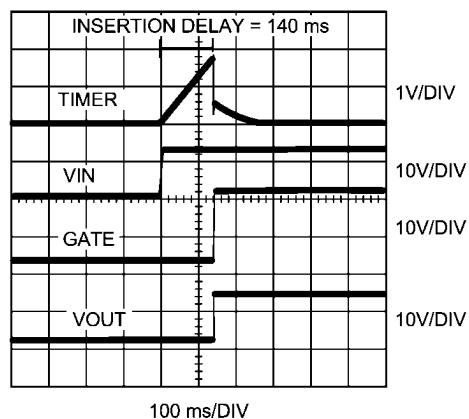 INSERTION DELAY = 140 ms
TIMER
1V/DIV
VIN
10V/DIV
GATE
10V/DIV
VOUT
10V/DIV
100 ms/DIV